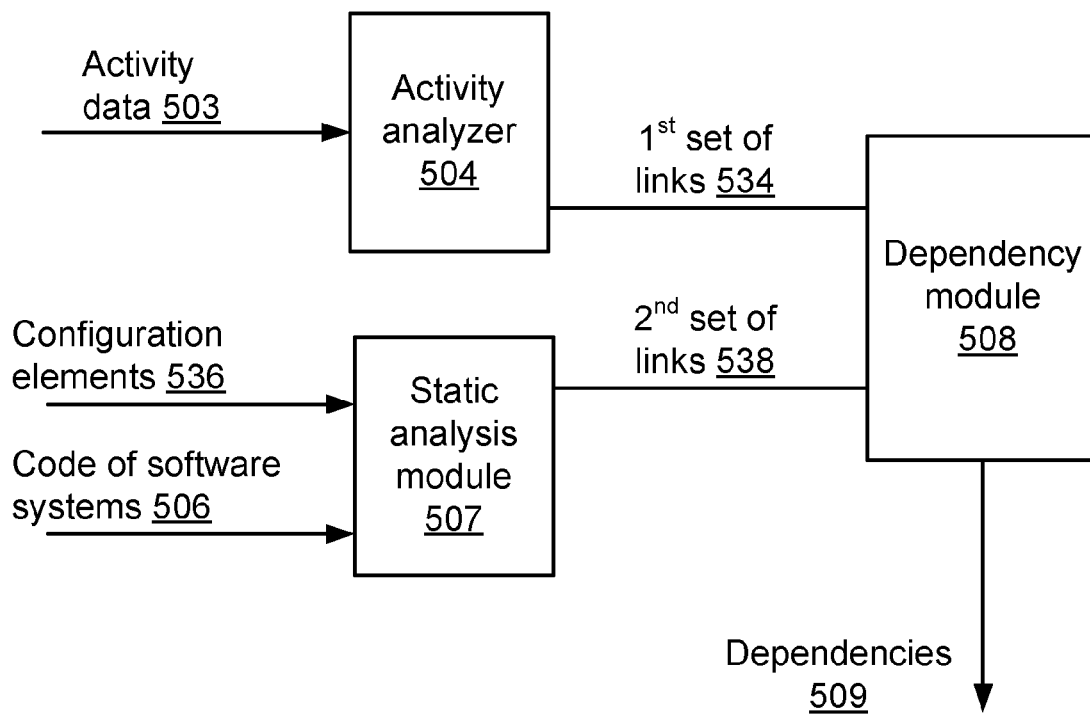 Activity
data 503
Activity
analyzer
504
1st set of
links 534
Dependency
module
508
Configuration
elements 536
Code of software
systems 506
Static
analysis
module
507
2nd set of
links 538
Dependencies
509